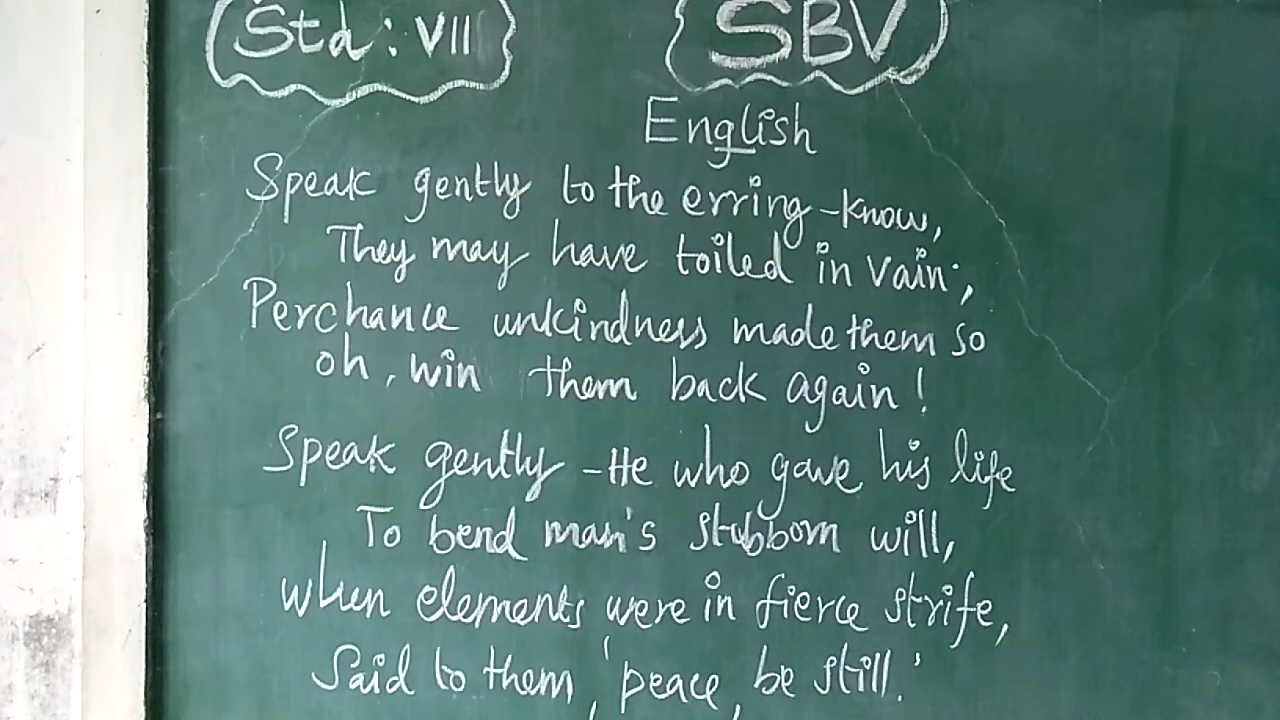 Std : VII
SBV
English
Speak gently to the erring - know,
They may have toiled in vain ;
Perchance unkindness made them so
oh, win them back again !
Speak gently - He who gave his life
To bend man's stubborn will,
when elements were in fierce strife,
Said to them, 'peace, be still.'